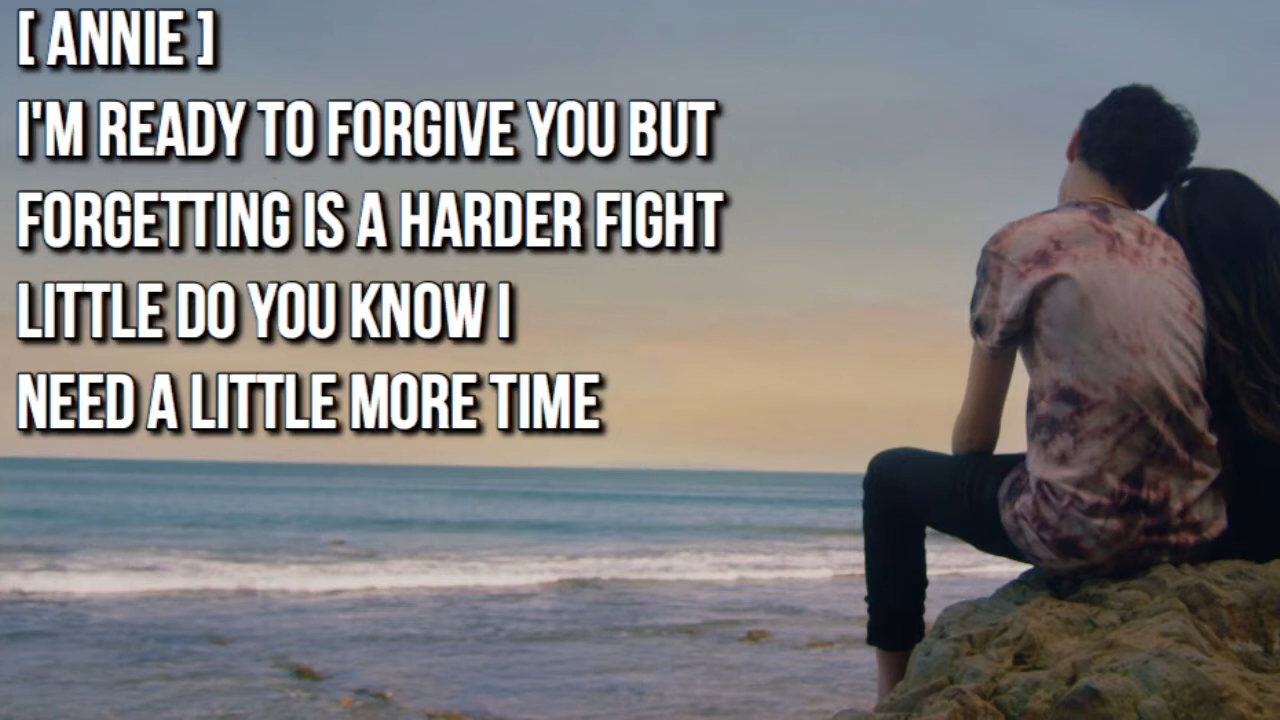 [ ANNIE ]
I'M READY TO FORGIVE YOU BUT
FORGETTING IS A HARDER FIGHT
LITTLE DO YOU KNOW I
NEED A LITTLE MORE TIME